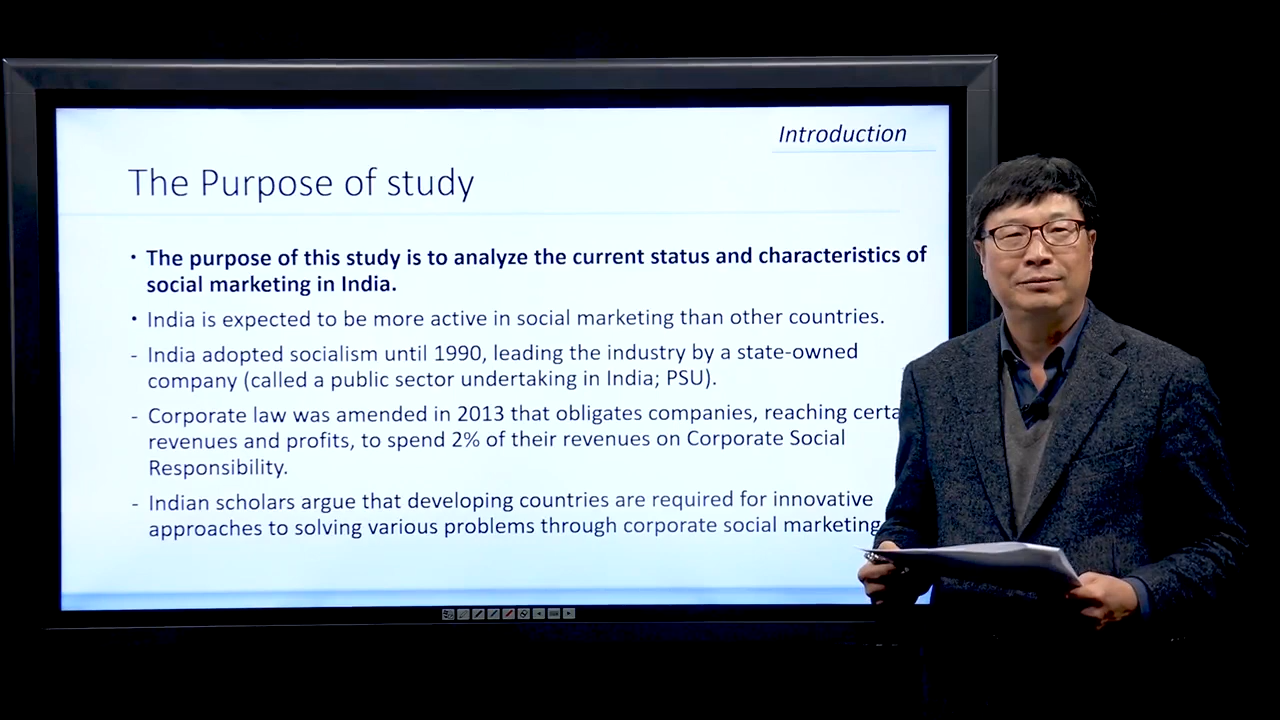 Introduction
The Purpose of study
• The purpose of this study is to analyze the current status and characteristics of
social marketing in India.
• India is expected to be more active in social marketing than other countries.
- India adopted socialism until 1990, leading the industry by a state-owned
company (called a public sector undertaking in India; PSU).
- Corporate law was amended in 2013 that obligates companies, reaching
revenues and profits, to spend 2% of their revenues on Corporate Social
Responsibility.
- Indian scholars argue that developing countries are required for innovative
approaches to solving various problems through corporate social marketing